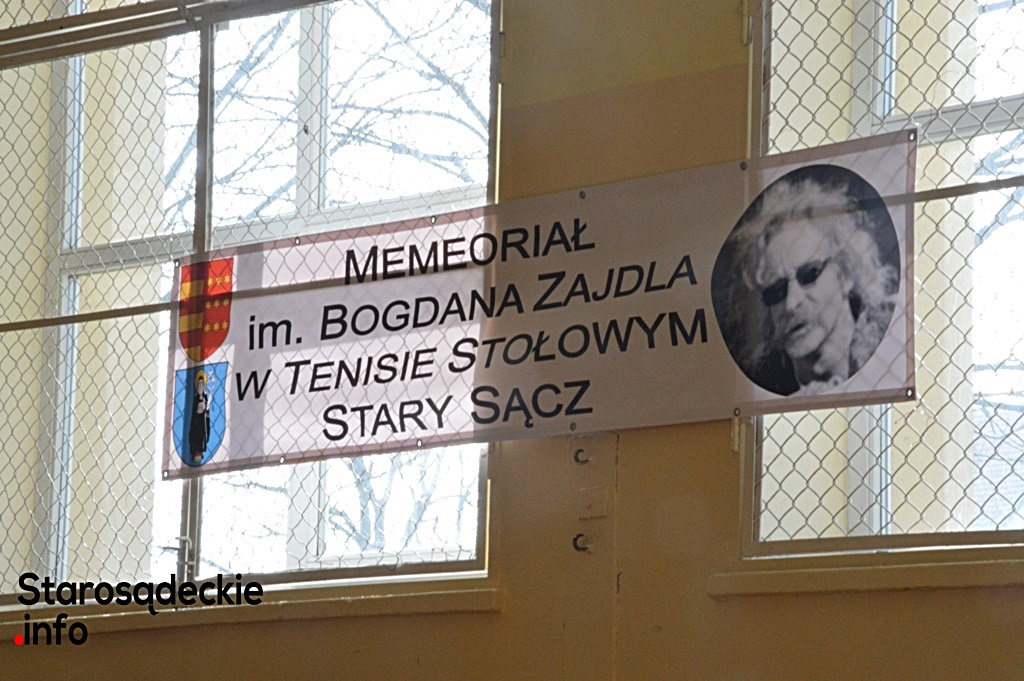 MEMEORIAŁ
im. BOGDANA ZAJDLA
W TENISIE STOŁOWYM
STARY SĄCZ
Starosądeckie
.info